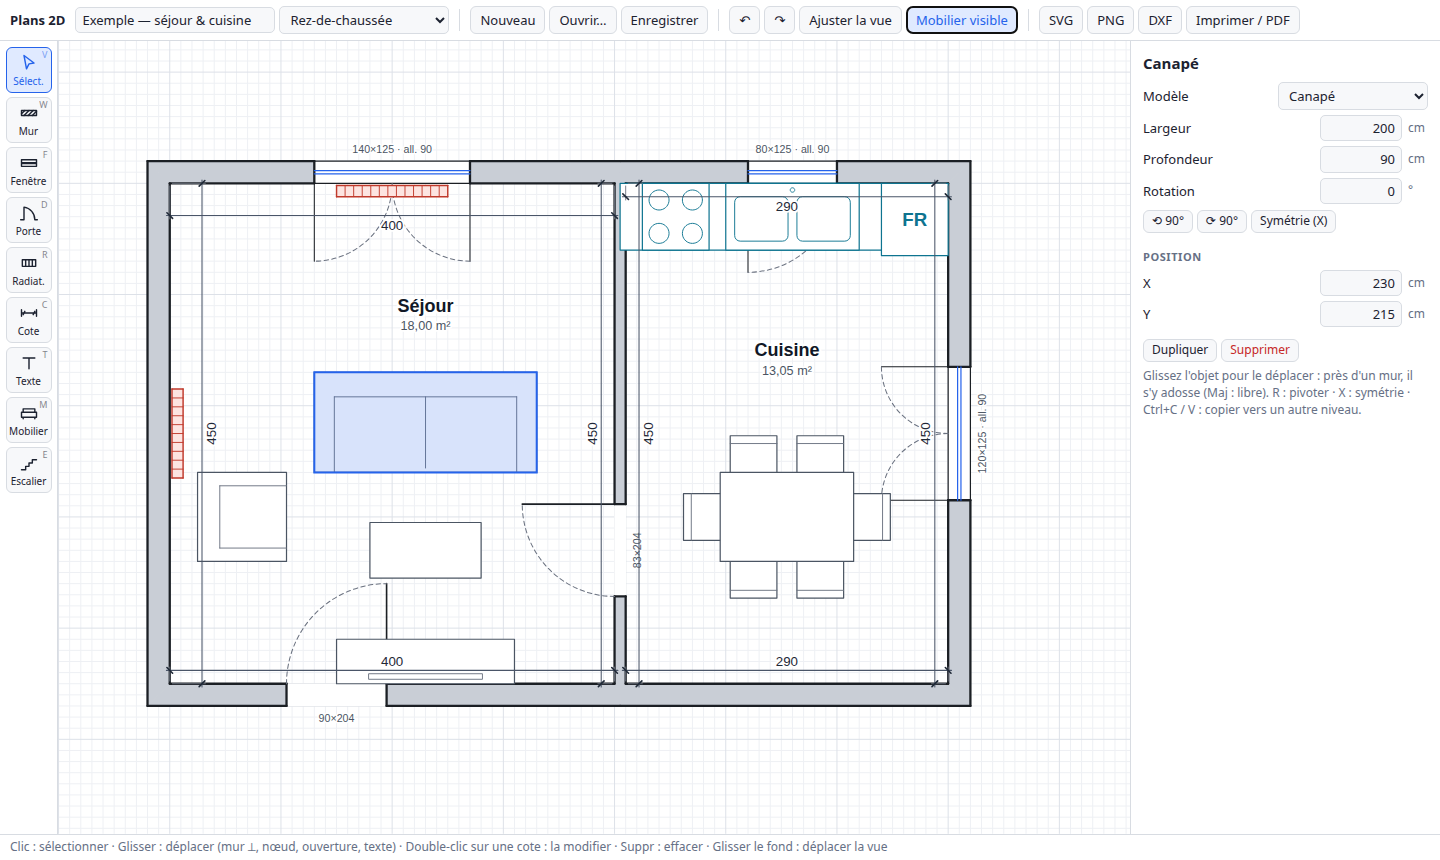 Plans 2D
Exemple — séjour & cuisine
Rez-de-chaussée
Nouveau
Ouvrir...
Enregistrer
↶
↷
Ajuster la vue
Mobilier visible
SVG
PNG
DXF
Imprimer / PDF
V
Sélect.
W
Mur
F
Fenêtre
D
Porte
R
Radiat.
C
Cote
T
Texte
M
Mobilier
E
Escalier
140×125 · all. 90
80×125 · all. 90
400
290
FR
Séjour
18,00 m²
Cuisine
13,05 m²
450
450
450
450
120×125 · all. 90
83×204
400
290
90×204
Canapé
Modèle
Canapé
Largeur
200 cm
Profondeur
90 cm
Rotation
0 °
⟲ 90°
⟳ 90°
Symétrie (X)
POSITION
X
230 cm
Y
215 cm
Dupliquer
Supprimer
Glissez l'objet pour le déplacer : près d'un mur, il
s'y adosse (Maj : libre). R : pivoter · X : symétrie ·
Ctrl+C / V : copier vers un autre niveau.
Clic : sélectionner · Glisser : déplacer (mur ⊥, nœud, ouverture, texte) · Double-clic sur une cote : la modifier · Suppr : effacer · Glisser le fond : déplacer la vue